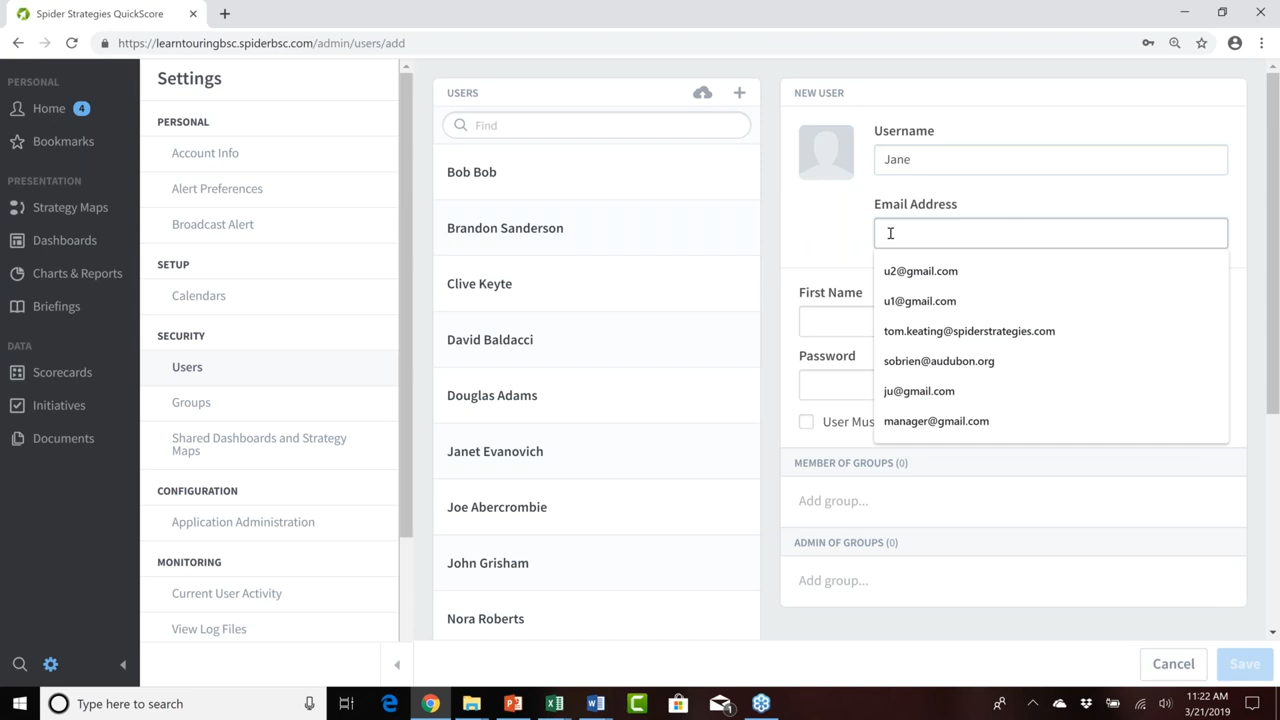 Spider Strategies QuickScore
https://learntouringbsc.spiderbsc.com/admin/users/add
PERSONAL
Home 4
Bookmarks
PRESENTATION
Strategy Maps
Dashboards
Charts & Reports
Briefings
DATA
Scorecards
Initiatives
Documents
Settings
PERSONAL
Account Info
Alert Preferences
Broadcast Alert
SETUP
Calendars
SECURITY
Users
Groups
Shared Dashboards and Strategy
Maps
CONFIGURATION
Application Administration
MONITORING
Current User Activity
View Log Files
USERS
Find
Bob Bob
Brandon Sanderson
Clive Keyte
David Baldacci
Douglas Adams
Janet Evanovich
Joe Abercrombie
John Grisham
Nora Roberts
NEW USER
Username
Jane
Email Address
u2@gmail.com
u1@gmail.com
tom.keating@spiderstrategies.com
sobrien@audubon.org
ju@gmail.com
manager@gmail.com
First Name
Password
User Mus
MEMBER OF GROUPS (0)
Add group...
ADMIN OF GROUPS (0)
Add group...
Cancel
Save
Type here to search
1
11:22 AM
3/21/2019